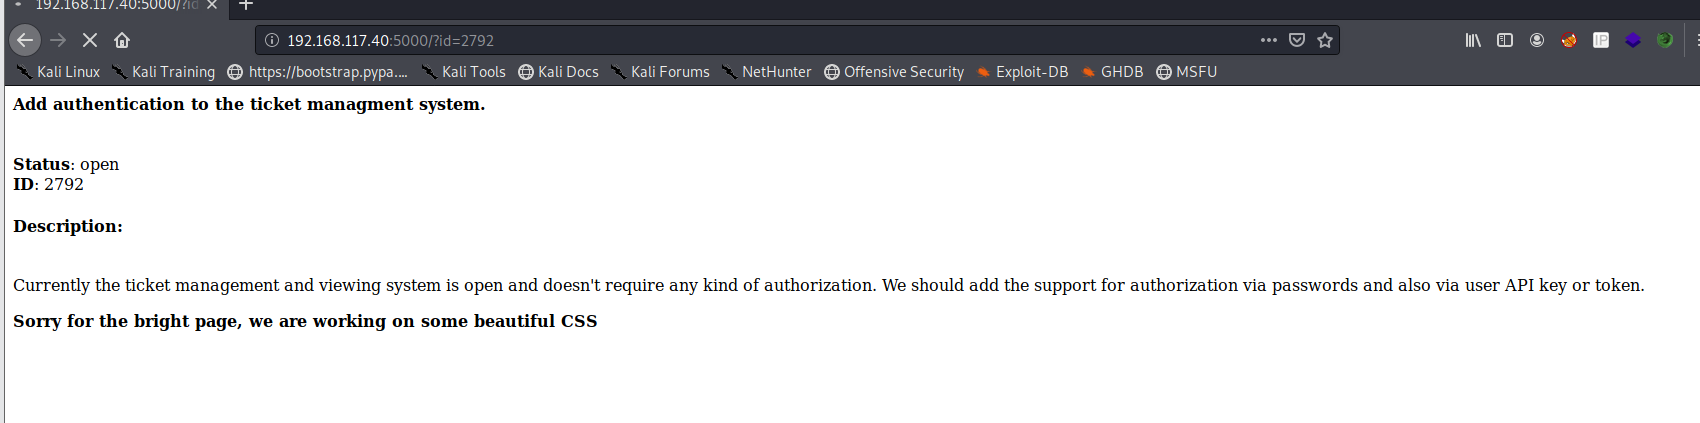 192.168.117.40:5000/?id
192.168.117.40:5000/?id=2792
Kali Linux Kali Training https://bootstrap.pypa.... Kali Tools Kali Docs Kali Forums NetHunter Offensive Security Exploit-DB GHDB MSFU
Add authentication to the ticket managment system.
Status: open
ID: 2792
Description:
Currently the ticket management and viewing system is open and doesn't require any kind of authorization. We should add the support for authorization via passwords and also via user API key or token.
Sorry for the bright page, we are working on some beautiful CSS